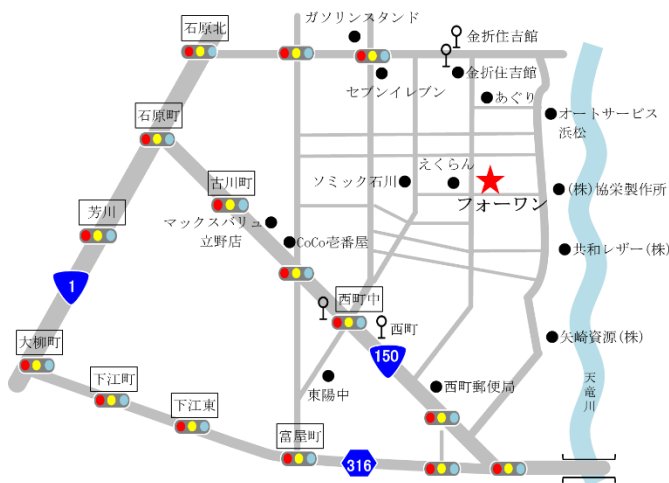 ガソリンスタンド
石原北
金折住吉館
金折住吉館
セブンイレブン
あぐり
石原町
オートサービス
浜松
古川町
えくらん
ソミック石川
(株)協栄製作所
フォーワン
芳川
マックスバリュ
立野店
CoCo壱番屋
共和レザー(株)
1
西町中
西町
大柳町
150
矢崎資源(株)
下江町
東陽中
西町郵便局
天竜川
下江東
富屋町
316